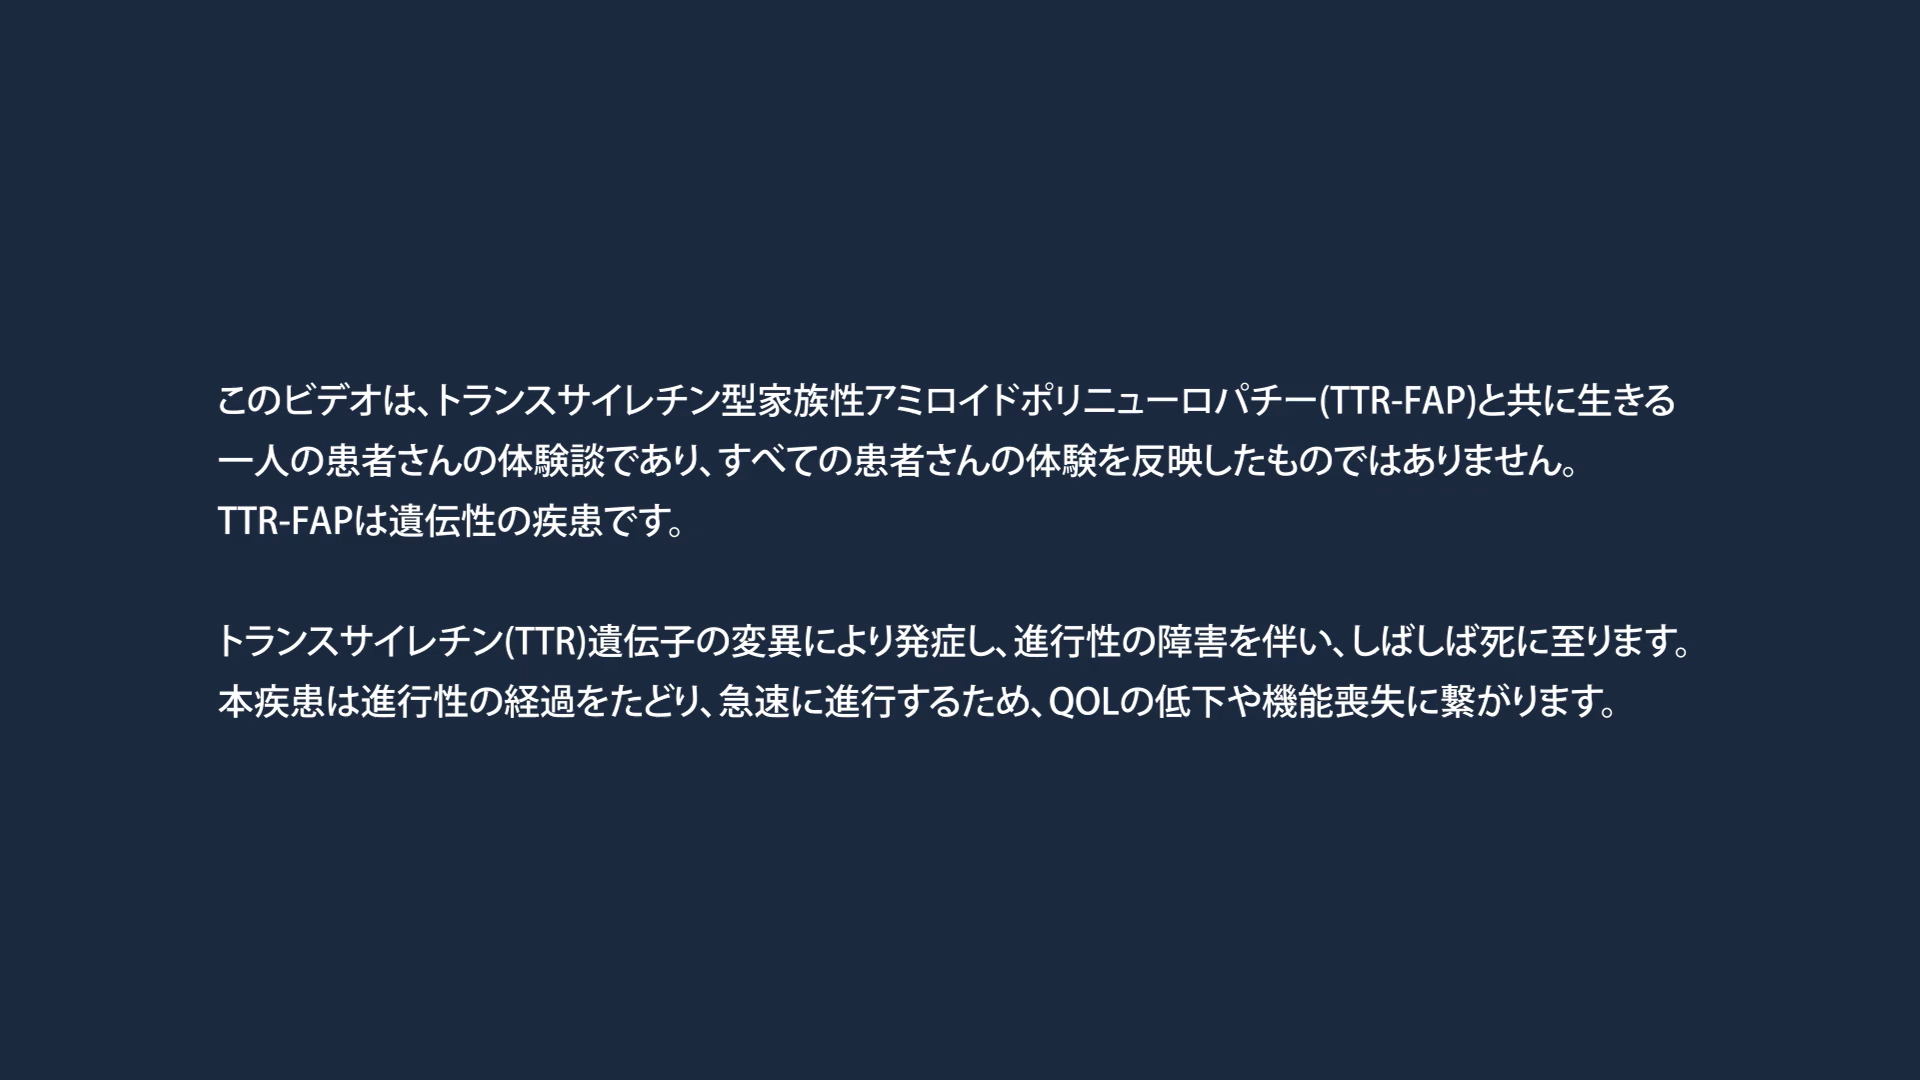 このビデオは、トランスサイレチン型家族性アミロイドポリニューロパチー(TTR-FAP)と共に生きる
一人の患者さんの体験談であり、すべての患者さんの体験を反映したものではありません。
TTR-FAPは遺伝性の疾患です。
トランスサイレチン(TTR)遺伝子の変異により発症し、進行性の障害を伴い、しばしば死に至ります。
本疾患は進行性の経過をたどり、急速に進行するため、QOLの低下や機能喪失に繋がります。